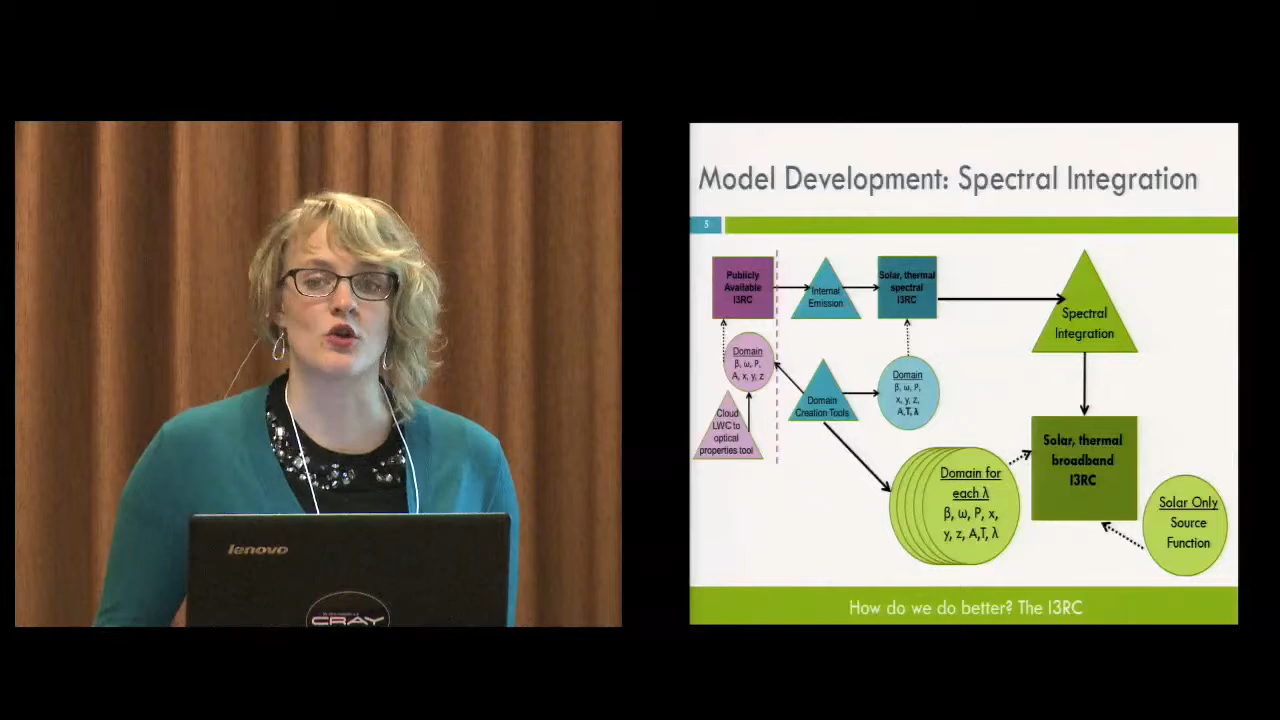 lenovo
CRAY
Model Development: Spectral Integration
5
Publicly
Available
I3RC
Internal
Emission
Solar, thermal
spectral
I3RC
Spectral
Integration
Domain
β, ω, P,
A, x, y, z
Domain
Creation Tools
Domain
β, ω, P,
x, y, z,
A,T, λ
Cloud
LWC to
optical
properties tool
Domain for
each λ
β, ω, P, x,
y, z, A,T, λ
Solar, thermal
broadband
I3RC
Solar Only
Source
Function
How do we do better? The I3RC